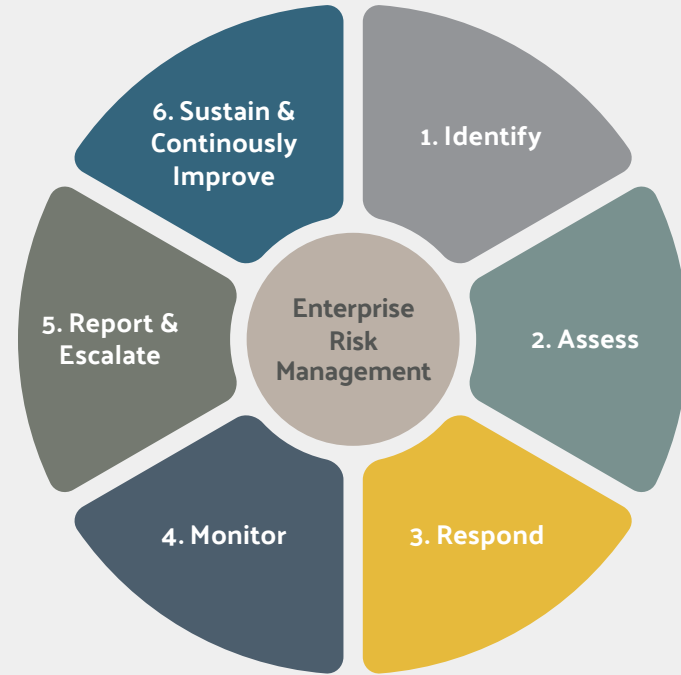 1. Identify
2. Assess
3. Respond
4. Monitor
5. Report &
Escalate
6. Sustain &
Continously
Improve
Enterprise
Risk
Management